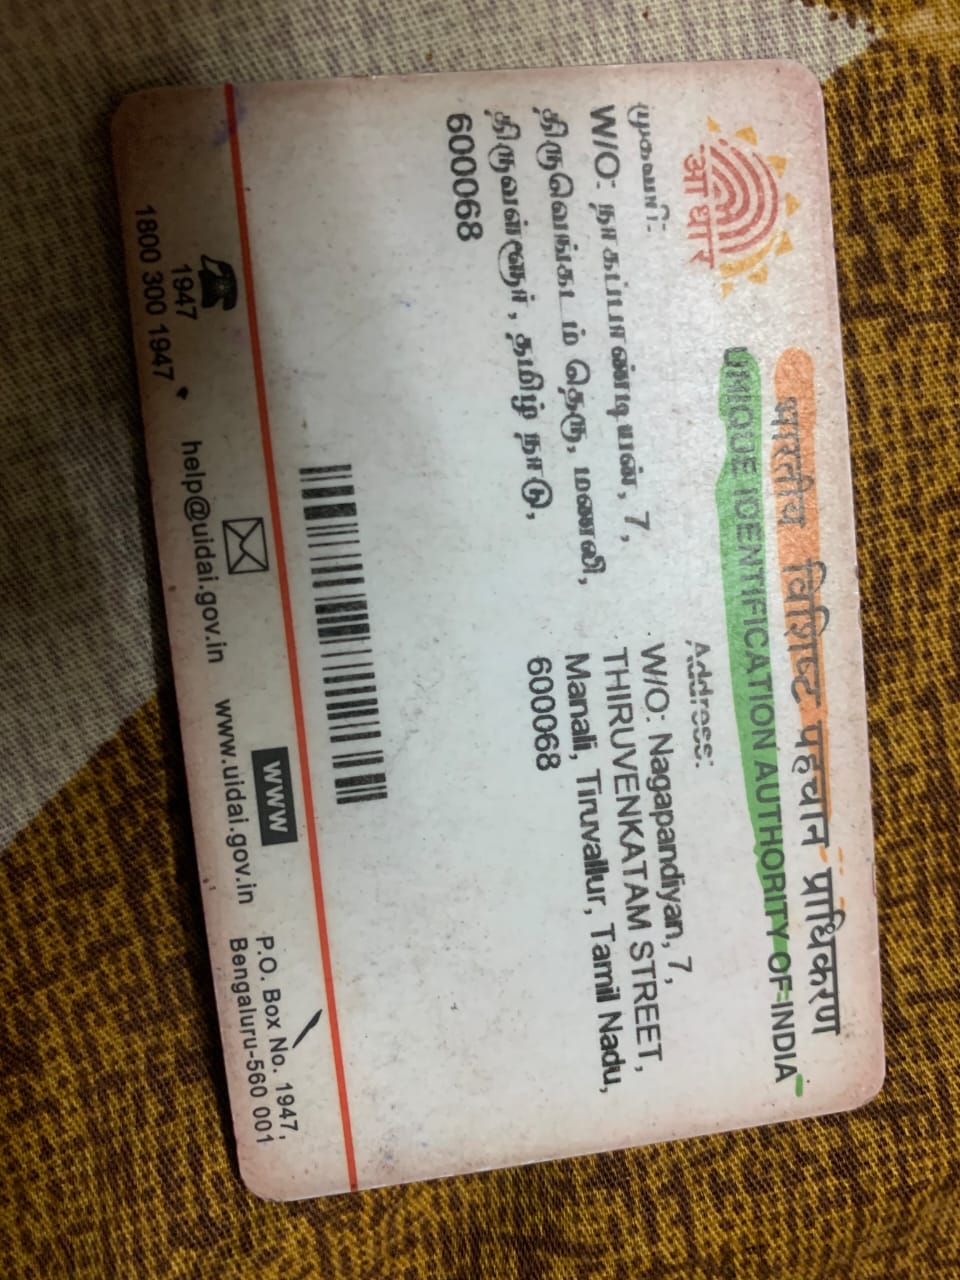 भारतीय विशिष्ट पहचान प्राधिकरण
UNIQUE IDENTIFICATION AUTHORITY OF INDIA
आधार
முகவரி:
W/O: நாகப்பாண்டியன், 7,
திருவெங்கடம் தெரு, மணலி,
திருவள்ளூர், தமிழ் நாடு,
600068
Address:
W/O: Nagapandiyan, 7,
THIRUVENKATAM STREET,
Manali, Tiruvallur, Tamil Nadu,
600068
1947
1800 300 1947
help@uidai.gov.in
WWW
www.uidai.gov.in
P.O. Box No. 1947,
Bengaluru-560 001